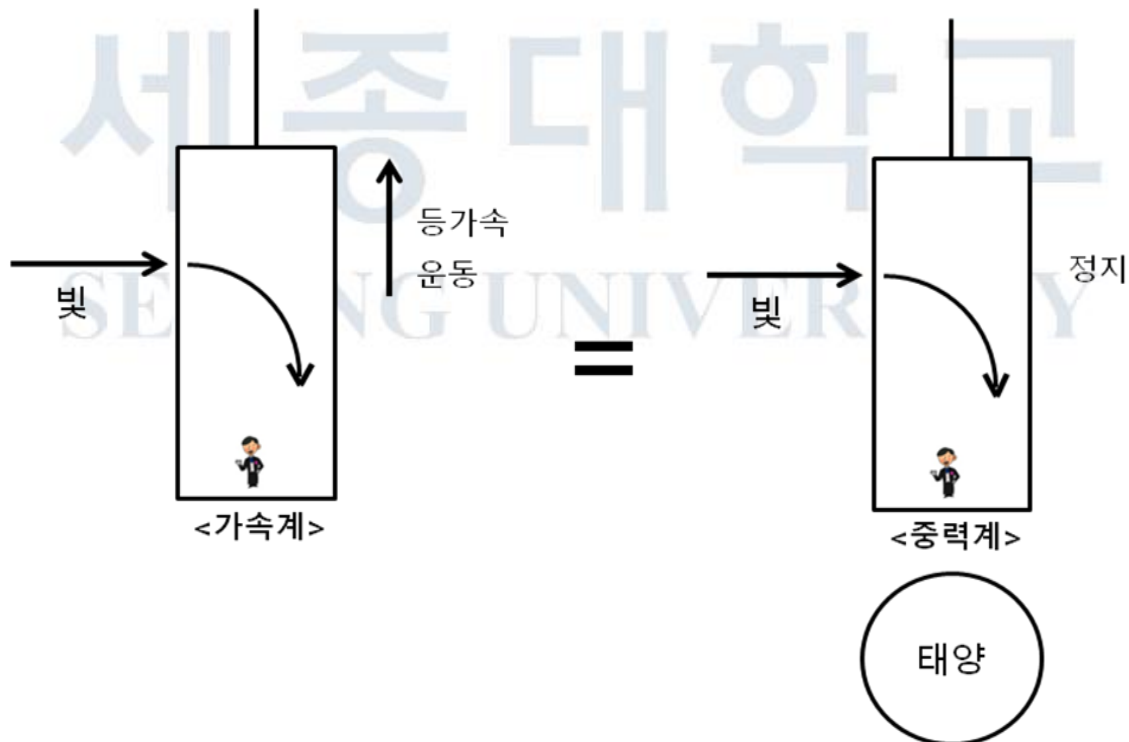 세종대학교
SEJONG UNIVERSITY
등가속
운동
빛
<가속계>
=
정지
빛
<중력계>
태양